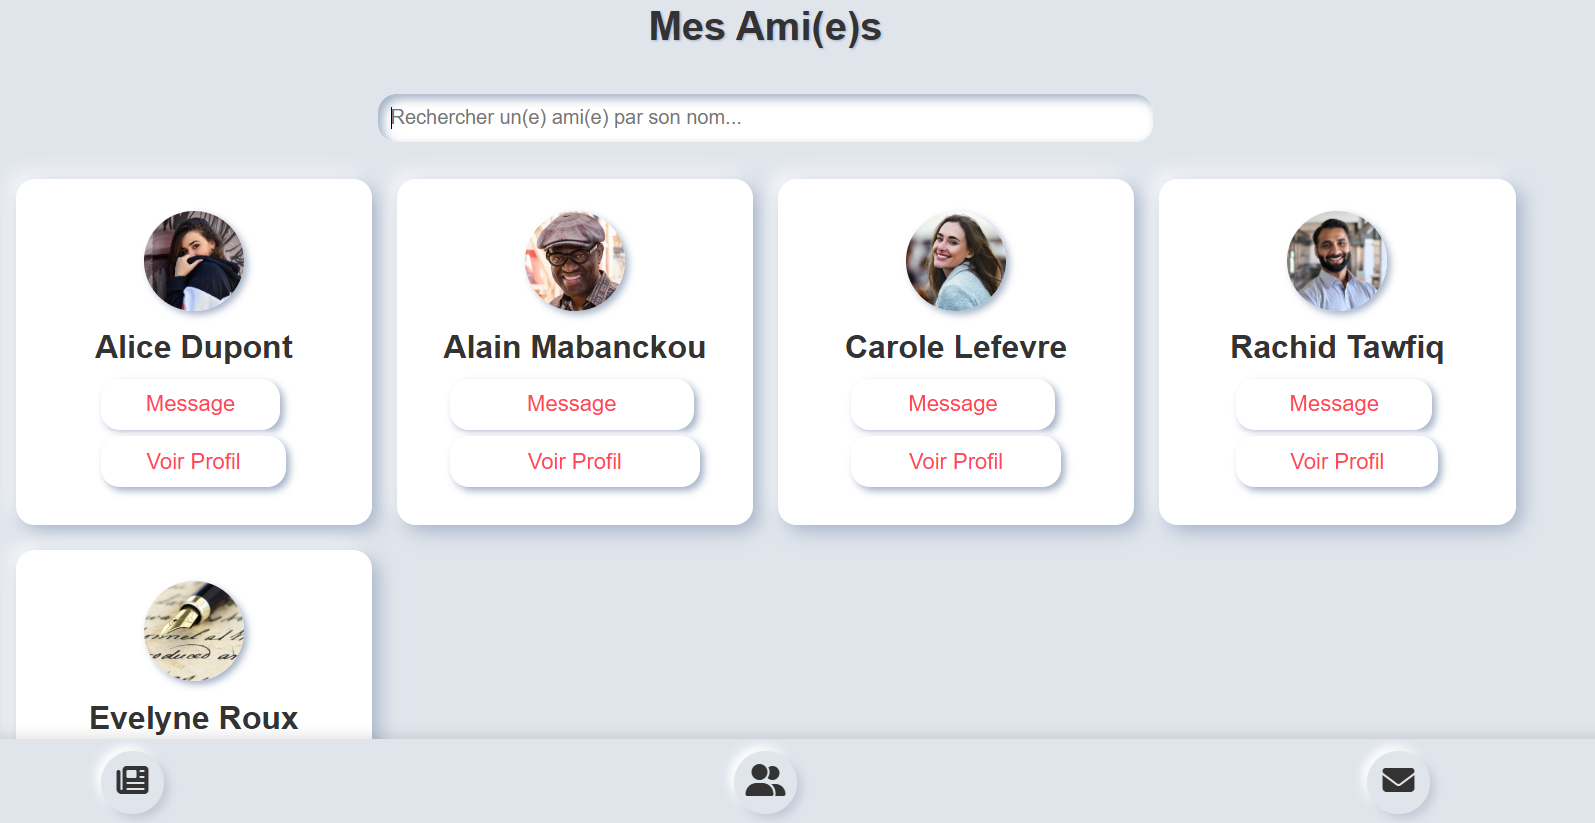 Mes Ami(e)s
Rechercher un(e) ami(e) par son nom...
Alice Dupont
Message
Voir Profil
Alain Mabanckou
Message
Voir Profil
Carole Lefevre
Message
Voir Profil
Rachid Tawfiq
Message
Voir Profil
Evelyne Roux